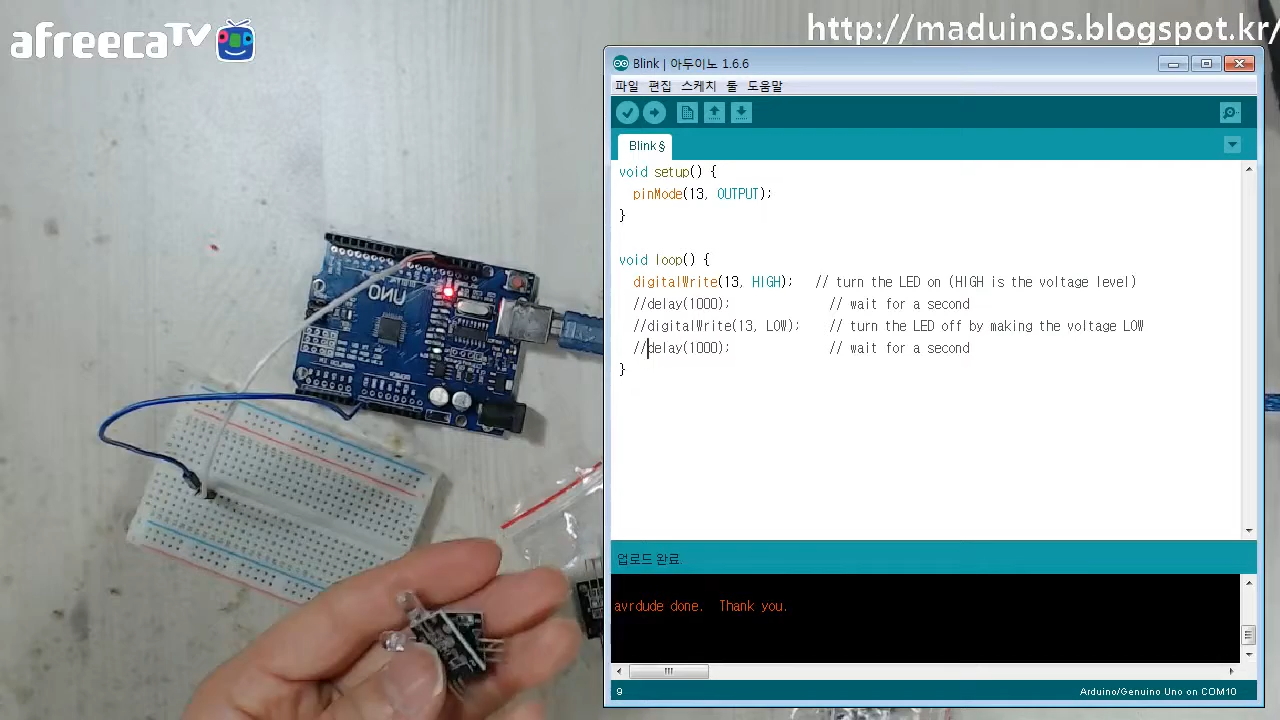 afreecaTV
http://maduinos.blogspot.kr/
Blink | 아두이노 1.6.6
파일 편집 스케치 툴 도움말
Blink§
void setup() {
pinMode(13, OUTPUT);
}
void loop() {
digitalWrite(13, HIGH);   // turn the LED on (HIGH is the voltage level)
//delay(1000);              // wait for a second
//digitalWrite(13, LOW);    // turn the LED off by making the voltage LOW
//delay(1000);              // wait for a second
}
UNO
업로드 완료.
avrdude done.  Thank you.
9
Arduino/Genuino Uno on COM10